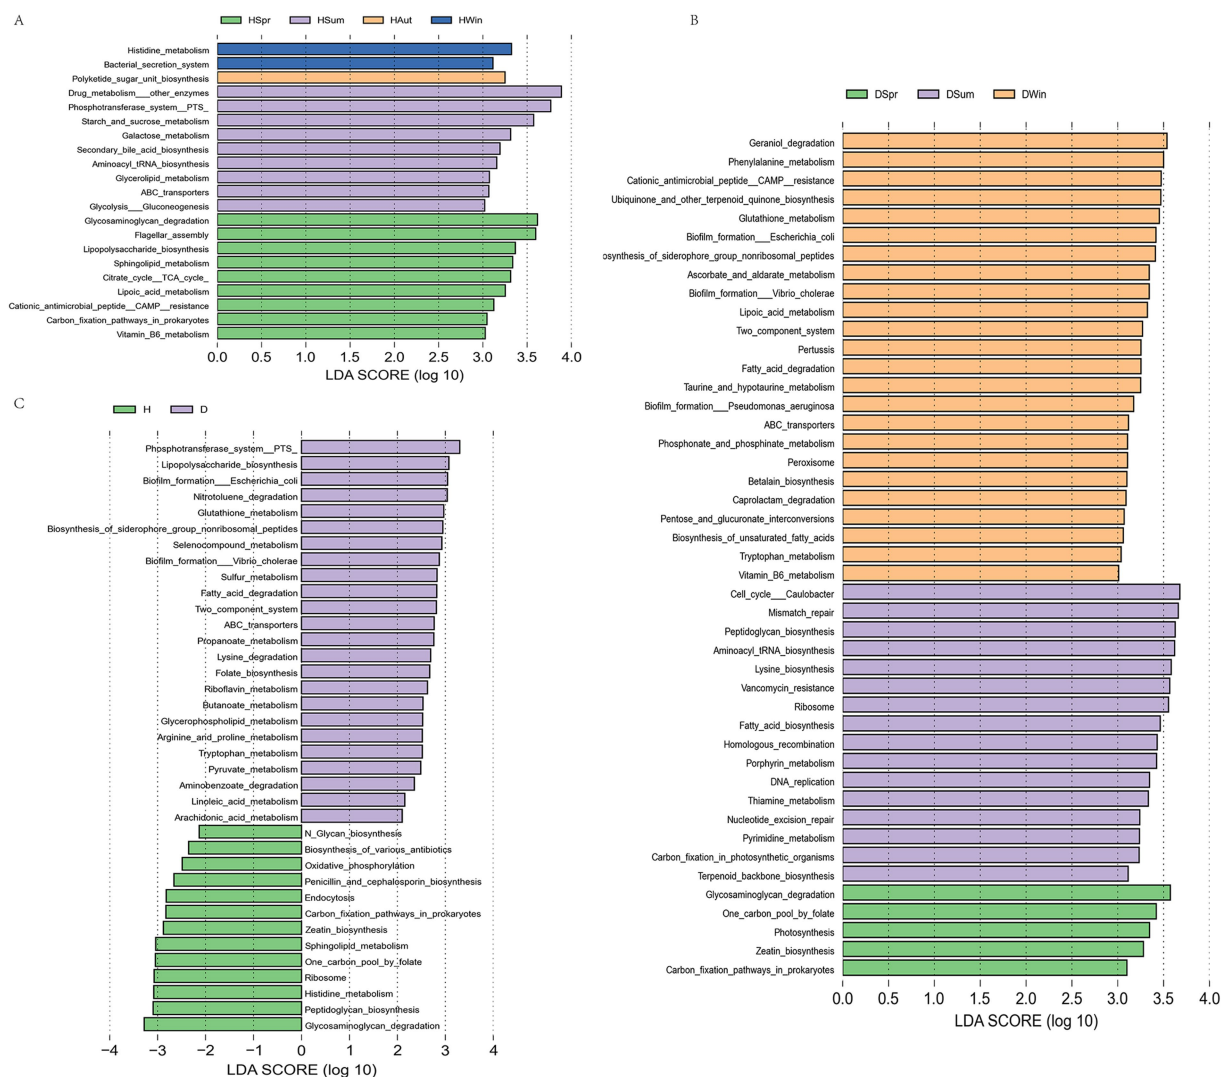 A
HSpr HSum HAut HWin
Histidine_metabolism
Bacterial_secretion_system
Polyketide_sugar_unit_biosynthesis
Drug_metabolism___other_enzymes
Phosphotransferase_system__PTS_
Starch_and_sucrose_metabolism
Galactose_metabolism
Secondary_bile_acid_biosynthesis
Aminoacyl_tRNA_biosynthesis
Glycerolipid_metabolism
ABC_transporters
Glycolysis___Gluconeogenesis
Glycosaminoglycan_degradation
Flagellar_assembly
Lipopolysaccharide_biosynthesis
Sphingolipid_metabolism
Citrate_cycle__TCA_cycle_
Lipoic_acid_metabolism
Cationic_antimicrobial_peptide__CAMP__resistance
Carbon_fixation_pathways_in_prokaryotes
Vitamin_B6_metabolism
0.0 0.5 1.0 1.5 2.0 2.5 3.0 3.5 4.0
LDA SCORE (log 10)
B
DSpr DSum DWin
Geraniol_degradation
Phenylalanine_metabolism
Cationic_antimicrobial_peptide__CAMP__resistance
Ubiquinone_and_other_terpenoid_quinone_biosynthesis
Glutathione_metabolism
Biofilm_formation___Escherichia_coli
osynthesis_of_siderophore_group_nonribosomal_peptides
Ascorbate_and_aldarate_metabolism
Biofilm_formation___Vibrio_cholerae
Lipoic_acid_metabolism
Two_component_system
Pertussis
Fatty_acid_degradation
Taurine_and_hypotaurine_metabolism
Biofilm_formation___Pseudomonas_aeruginosa
ABC_transporters
Phosphonate_and_phosphinate_metabolism
Peroxisome
Betalain_biosynthesis
Caprolactam_degradation
Pentose_and_glucuronate_interconversions
Biosynthesis_of_unsaturated_fatty_acids
Tryptophan_metabolism
Vitamin_B6_metabolism
Cell_cycle___Caulobacter
Mismatch_repair
Peptidoglycan_biosynthesis
Aminoacyl_tRNA_biosynthesis
Lysine_biosynthesis
Vancomycin_resistance
Ribosome
Fatty_acid_biosynthesis
Homologous_recombination
Porphyrin_metabolism
DNA_replication
Thiamine_metabolism
Nucleotide_excision_repair
Pyrimidine_metabolism
Carbon_fixation_in_photosynthetic_organisms
Terpenoid_backbone_biosynthesis
Glycosaminoglycan_degradation
One_carbon_pool_by_folate
Photosynthesis
Zeatin_biosynthesis
Carbon_fixation_pathways_in_prokaryotes
0.0 0.5 1.0 1.5 2.0 2.5 3.0 3.5 4.0
LDA SCORE (log 10)
C
H D
Phosphotransferase_system__PTS_
Lipopolysaccharide_biosynthesis
Biofilm_formation___Escherichia_coli
Nitrotoluene_degradation
Glutathione_metabolism
Biosynthesis_of_siderophore_group_nonribosomal_peptides
Selenocompound_metabolism
Biofilm_formation___Vibrio_cholerae
Sulfur_metabolism
Fatty_acid_degradation
Two_component_system
ABC_transporters
Propanoate_metabolism
Lysine_degradation
Folate_biosynthesis
Riboflavin_metabolism
Butanoate_metabolism
Glycerophospholipid_metabolism
Arginine_and_proline_metabolism
Tryptophan_metabolism
Pyruvate_metabolism
Aminobenzoate_degradation
Linoleic_acid_metabolism
Arachidonic_acid_metabolism
N_Glycan_biosynthesis
Biosynthesis_of_various_antibiotics
Oxidative_phosphorylation
Penicillin_and_cephalosporin_biosynthesis
Endocytosis
Carbon_fixation_pathways_in_prokaryotes
Zeatin_biosynthesis
Sphingolipid_metabolism
One_carbon_pool_by_folate
Ribosome
Histidine_metabolism
Peptidoglycan_biosynthesis
Glycosaminoglycan_degradation
−4 −3 −2 −1 0 1 2 3 4
LDA SCORE (log 10)